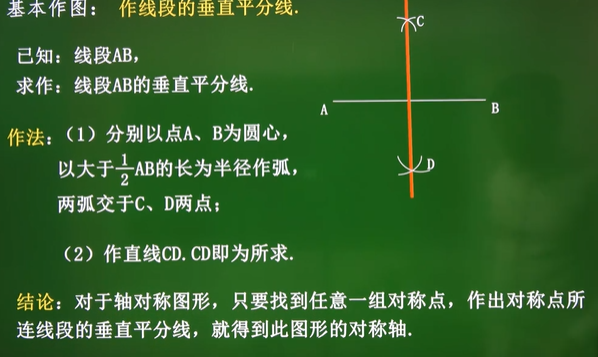 基本作图： 作线段的垂直平分线.
C
已知：线段AB，
求作：线段AB的垂直平分线.
A
B
作法：（1）分别以点A、B为圆心，
以大于1/2AB的长为半径作弧，
D
两弧交于C、D两点；
（2）作直线CD.CD即为所求.
结论：对于轴对称图形，只要找到任意一组对称点，作出对称点所
连线段的垂直平分线，就得到此图形的对称轴.